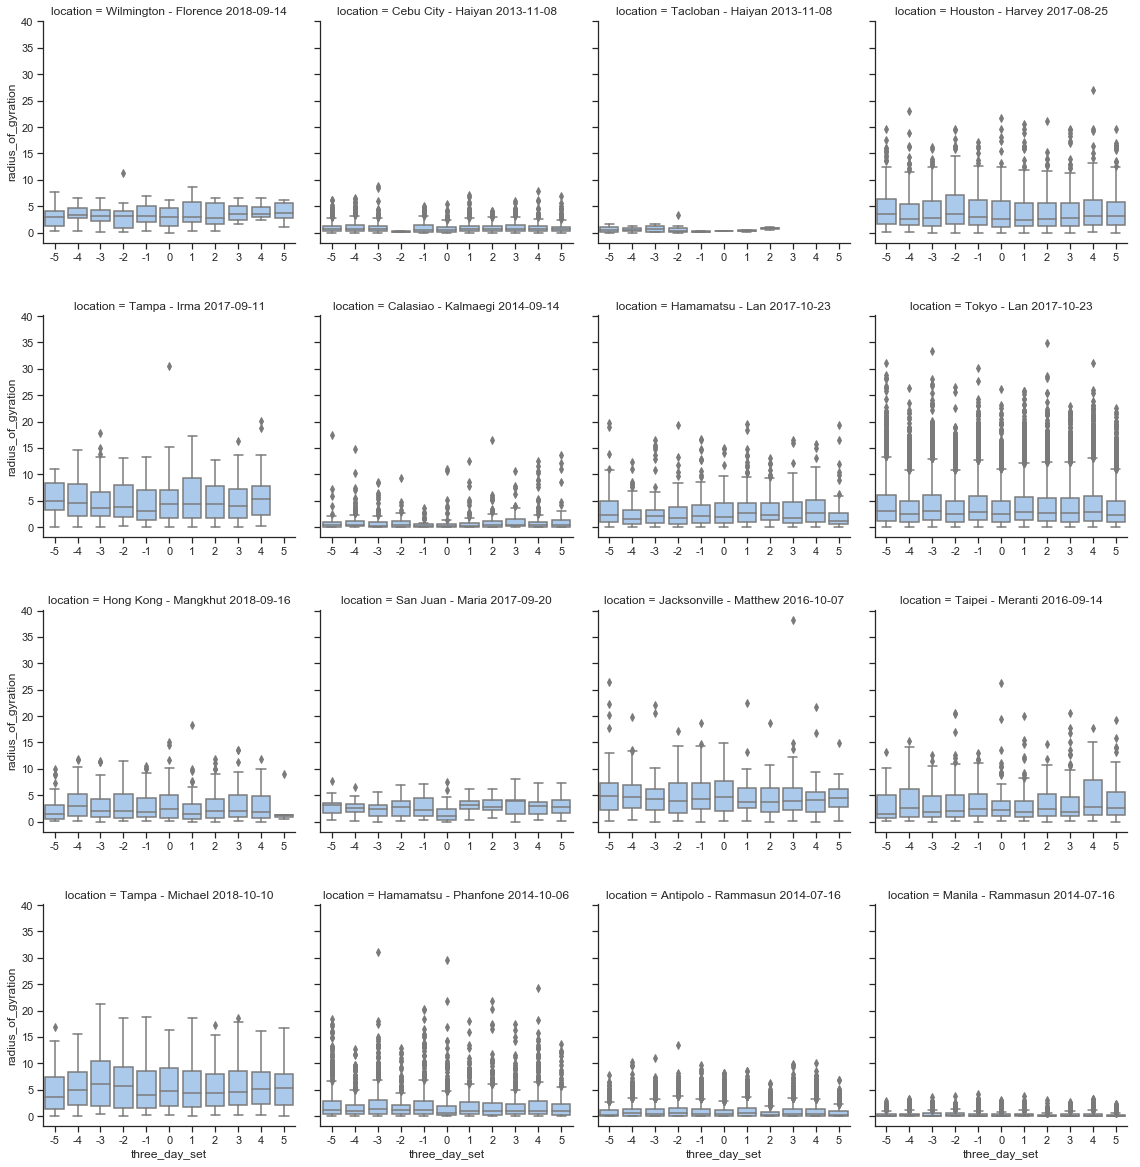 location = Wilmington - Florence 2018-09-14
location = Cebu City - Haiyan 2013-11-08
location = Tacloban - Haiyan 2013-11-08
location = Houston - Harvey 2017-08-25
40
35
30
25
20
15
10
5
0
radius_of_gyration
-5 -4 -3 -2 -1 0 1 2 3 4 5
-5 -4 -3 -2 -1 0 1 2 3 4 5
-5 -4 -3 -2 -1 0 1 2 3 4 5
-5 -4 -3 -2 -1 0 1 2 3 4 5
location = Tampa - Irma 2017-09-11
location = Calasiao - Kalmaegi 2014-09-14
location = Hamamatsu - Lan 2017-10-23
location = Tokyo - Lan 2017-10-23
40
35
30
25
20
15
10
5
0
radius_of_gyration
-5 -4 -3 -2 -1 0 1 2 3 4 5
-5 -4 -3 -2 -1 0 1 2 3 4 5
-5 -4 -3 -2 -1 0 1 2 3 4 5
-5 -4 -3 -2 -1 0 1 2 3 4 5
location = Hong Kong - Mangkhut 2018-09-16
location = San Juan - Maria 2017-09-20
location = Jacksonville - Matthew 2016-10-07
location = Taipei - Meranti 2016-09-14
40
35
30
25
20
15
10
5
0
radius_of_gyration
-5 -4 -3 -2 -1 0 1 2 3 4 5
-5 -4 -3 -2 -1 0 1 2 3 4 5
-5 -4 -3 -2 -1 0 1 2 3 4 5
-5 -4 -3 -2 -1 0 1 2 3 4 5
location = Tampa - Michael 2018-10-10
location = Hamamatsu - Phanfone 2014-10-06
location = Antipolo - Rammasun 2014-07-16
location = Manila - Rammasun 2014-07-16
40
35
30
25
20
15
10
5
0
radius_of_gyration
-5 -4 -3 -2 -1 0 1 2 3 4 5
-5 -4 -3 -2 -1 0 1 2 3 4 5
-5 -4 -3 -2 -1 0 1 2 3 4 5
-5 -4 -3 -2 -1 0 1 2 3 4 5
three_day_set
three_day_set
three_day_set
three_day_set